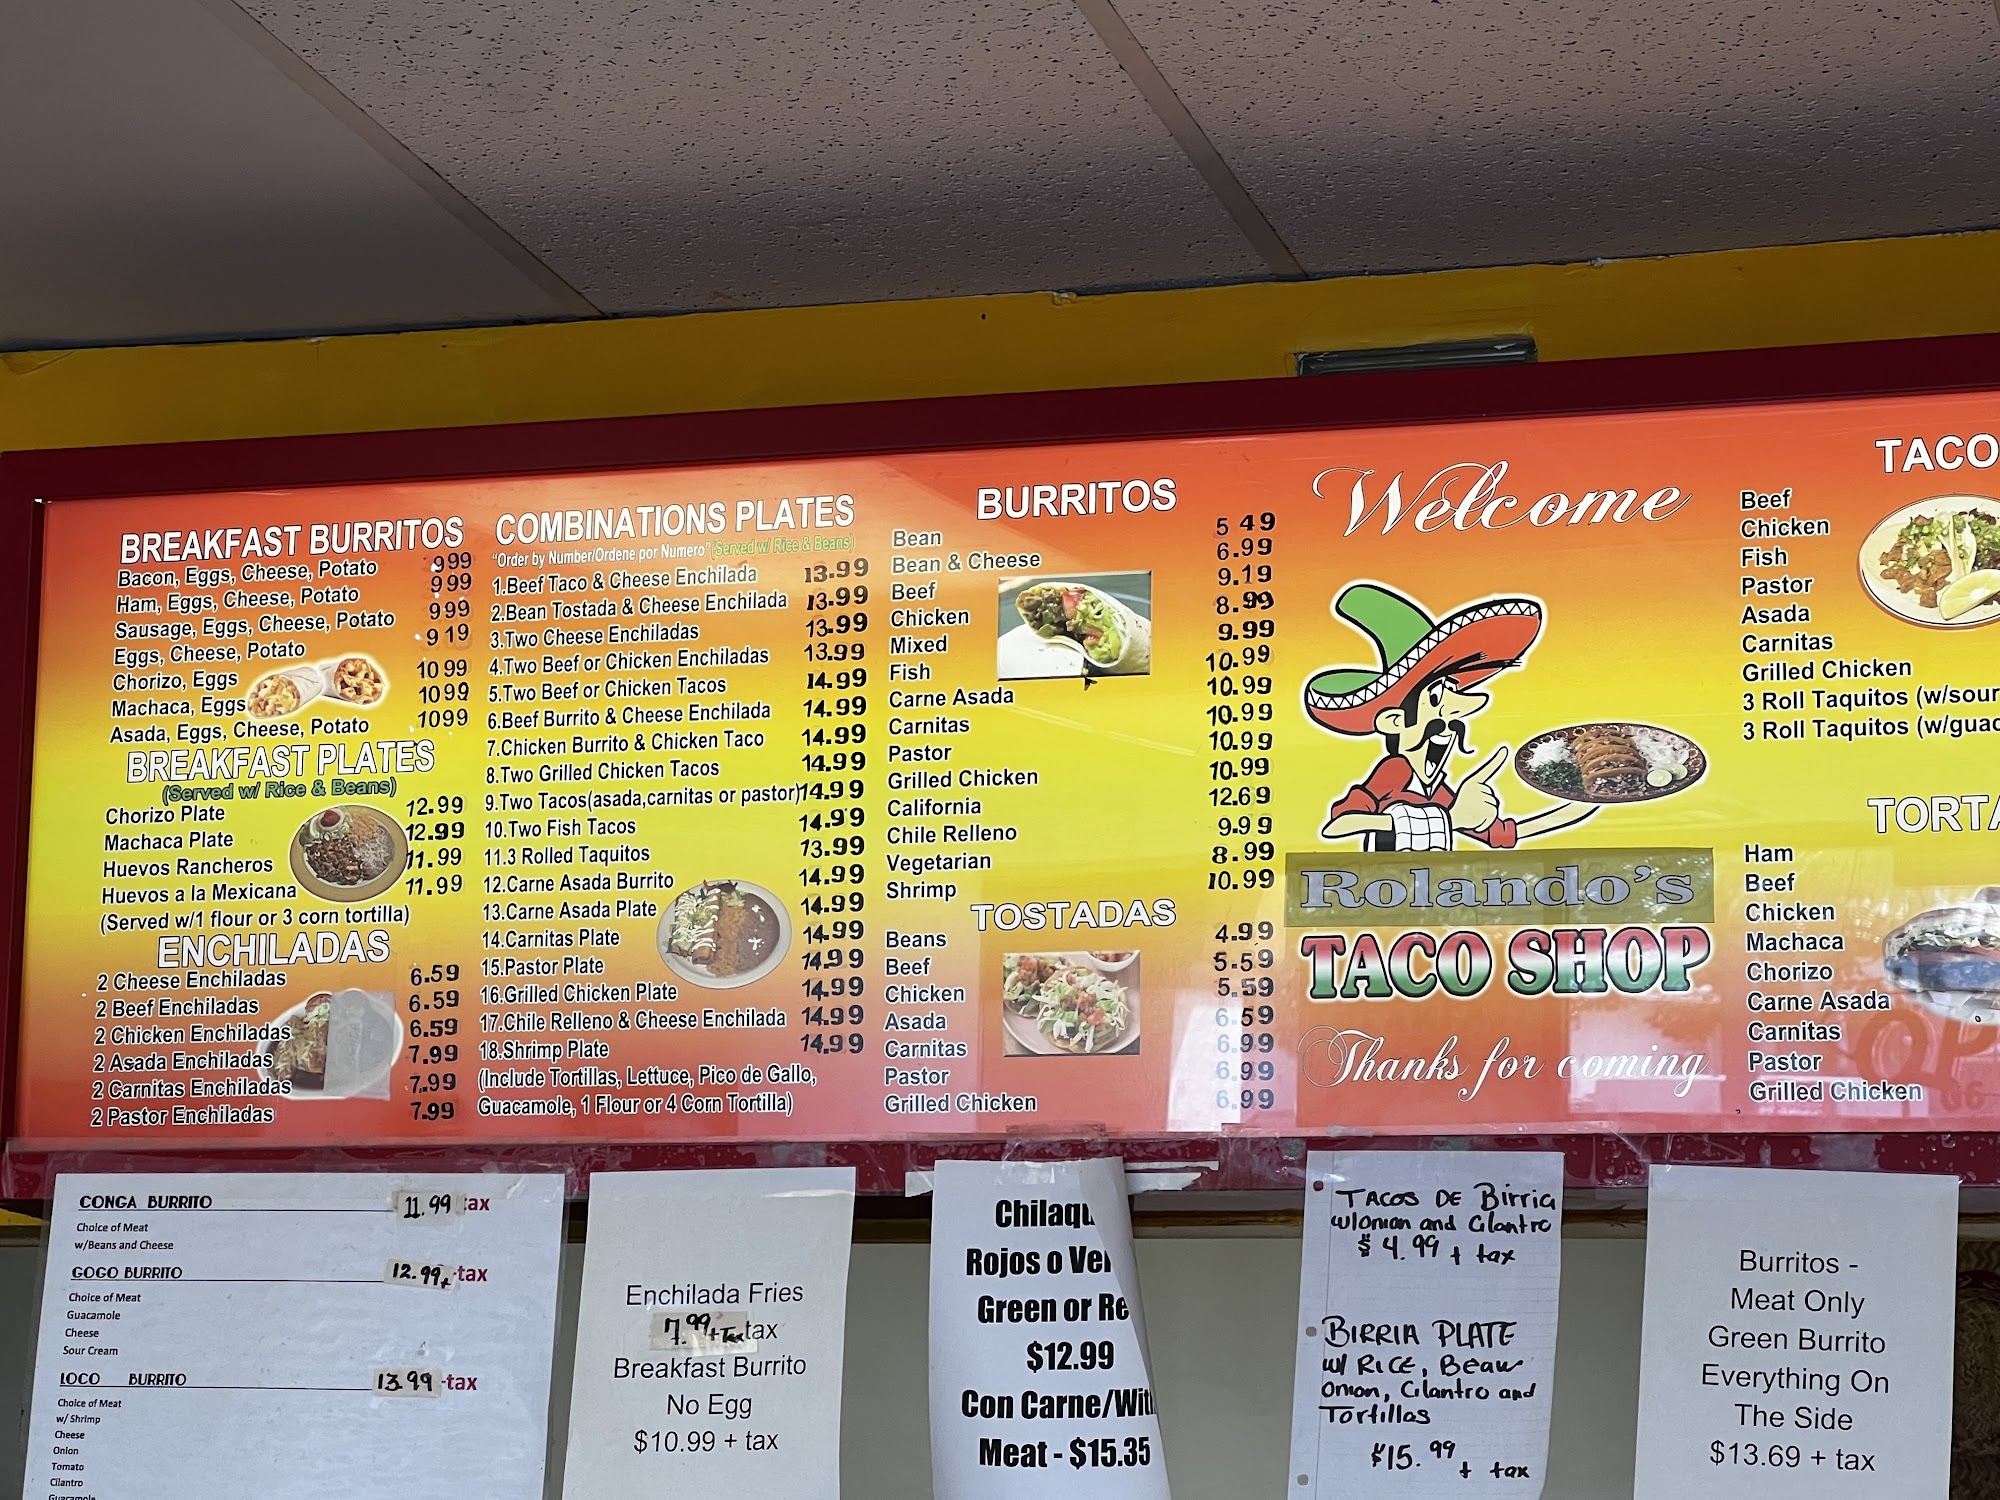 BREAKFAST BURRITOS
Bacon, Eggs, Cheese, Potato 9 99
Ham, Eggs, Cheese, Potato 9 99
Sausage, Eggs, Cheese, Potato 9 99
Eggs, Cheese, Potato 9 19
Chorizo, Eggs 10 99
Machaca, Eggs 10 99
Asada, Eggs, Cheese, Potato 10 99
BREAKFAST PLATES
(Served w/ Rice & Beans)
Chorizo Plate 12.99
Machaca Plate 12.99
Huevos Rancheros 11.99
Huevos a la Mexicana 11.99
(Served w/1 flour or 3 corn tortilla)
ENCHILADAS
2 Cheese Enchiladas 6.59
2 Beef Enchiladas 6.59
2 Chicken Enchiladas 6.59
2 Asada Enchiladas 7.99
2 Carnitas Enchiladas 7.99
2 Pastor Enchiladas 7.99
COMBINATIONS PLATES
"Order by Number/Ordene por Numero" (Served w/ Rice & Beans)
1.Beef Taco & Cheese Enchilada 13.99
2.Bean Tostada & Cheese Enchilada 13.99
3.Two Cheese Enchiladas 13.99
4.Two Beef or Chicken Enchiladas 13.99
5.Two Beef or Chicken Tacos 14.99
6.Beef Burrito & Cheese Enchilada 14.99
7.Chicken Burrito & Chicken Taco 14.99
8.Two Grilled Chicken Tacos 14.99
9.Two Tacos(asada,carnitas or pastor) 14.99
10.Two Fish Tacos 14.99
11.3 Rolled Taquitos 13.99
12.Carne Asada Burrito 14.99
13.Carne Asada Plate 14.99
14.Carnitas Plate 14.99
15.Pastor Plate 14.99
16.Grilled Chicken Plate 14.99
17.Chile Relleno & Cheese Enchilada 14.99
18.Shrimp Plate 14.99
(Include Tortillas, Lettuce, Pico de Gallo,
Guacamole, 1 Flour or 4 Corn Tortilla)
BURRITOS
Bean 5 49
Bean & Cheese 6.99
Beef 9.19
Chicken 8.99
Mixed 9.99
Fish 10.99
Carne Asada 10.99
Carnitas 10.99
Pastor 10.99
Grilled Chicken 10.99
California 12.69
Chile Relleno 9.99
Vegetarian 8.99
Shrimp 10.99
TOSTADAS
Beans 4.99
Beef 5.59
Chicken 5.59
Asada 6.59
Carnitas 6.99
Pastor 6.99
Grilled Chicken 6.99
Welcome
Rolando's
TACO SHOP
Thanks for coming
TACO
Beef
Chicken
Fish
Pastor
Asada
Carnitas
Grilled Chicken
3 Roll Taquitos (w/sour
3 Roll Taquitos (w/guac
TORTA
Ham
Beef
Chicken
Machaca
Chorizo
Carne Asada
Carnitas
Pastor
Grilled Chicken
CONGA BURRITO 11.99 tax
Choice of Meat
w/Beans and Cheese
GOGO BURRITO 12.99+ tax
Choice of Meat
Guacamole
Cheese
Sour Cream
LOCO BURRITO 13.99 +tax
Choice of Meat
w/ Shrimp
Cheese
Onion
Tomato
Cilantro
Guacamole
Enchilada Fries
7.99 + Tax tax
Breakfast Burrito
No Egg
$10.99 + tax
Chilaqu
Rojos o Ver
Green or Re
$12.99
Con Carne/With
Meat - $15.35
TACOS DE Birria
w/onion and Cilantro
$ 4.99 + tax
BIRRIA PLATE
w/ RICE, Beans
onion, Cilantro and
Tortillas
$15.99 + tax
Burritos -
Meat Only
Green Burrito
Everything On
The Side
$13.69 + tax